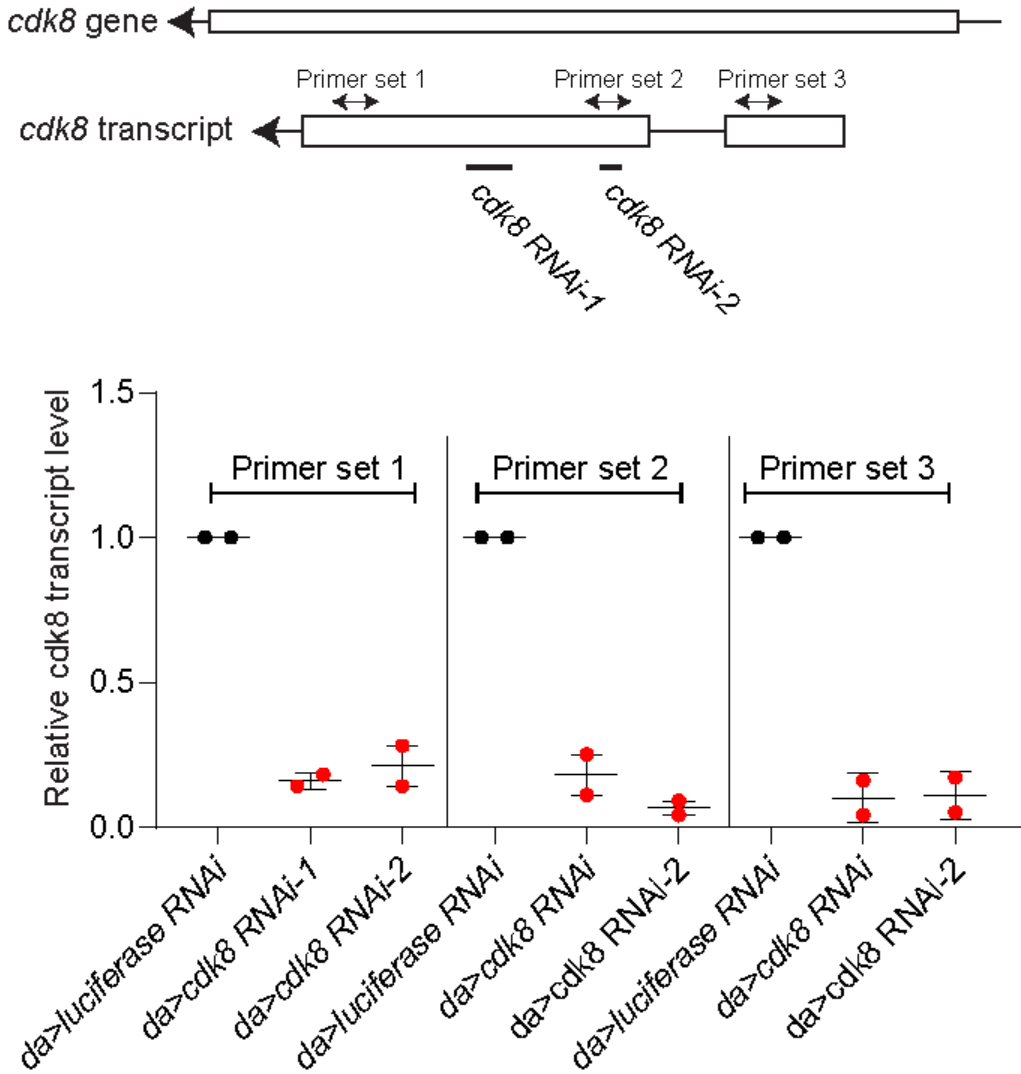 cdk8 gene
Primer set 1 Primer set 2 Primer set 3
cdk8 transcript
cdk8 RNAi-1
cdk8 RNAi-2
Relative cdk8 transcript level
1.5
1.0
0.5
0.0
Primer set 1 Primer set 2 Primer set 3
da>luciferase RNAi
da>cdk8 RNAi-1
da>cdk8 RNAi-2
da>luciferase RNAi
da>cdk8 RNAi
da>cdk8 RNAi-2
da>luciferase RNAi
da>cdk8 RNAi
da>cdk8 RNAi-2